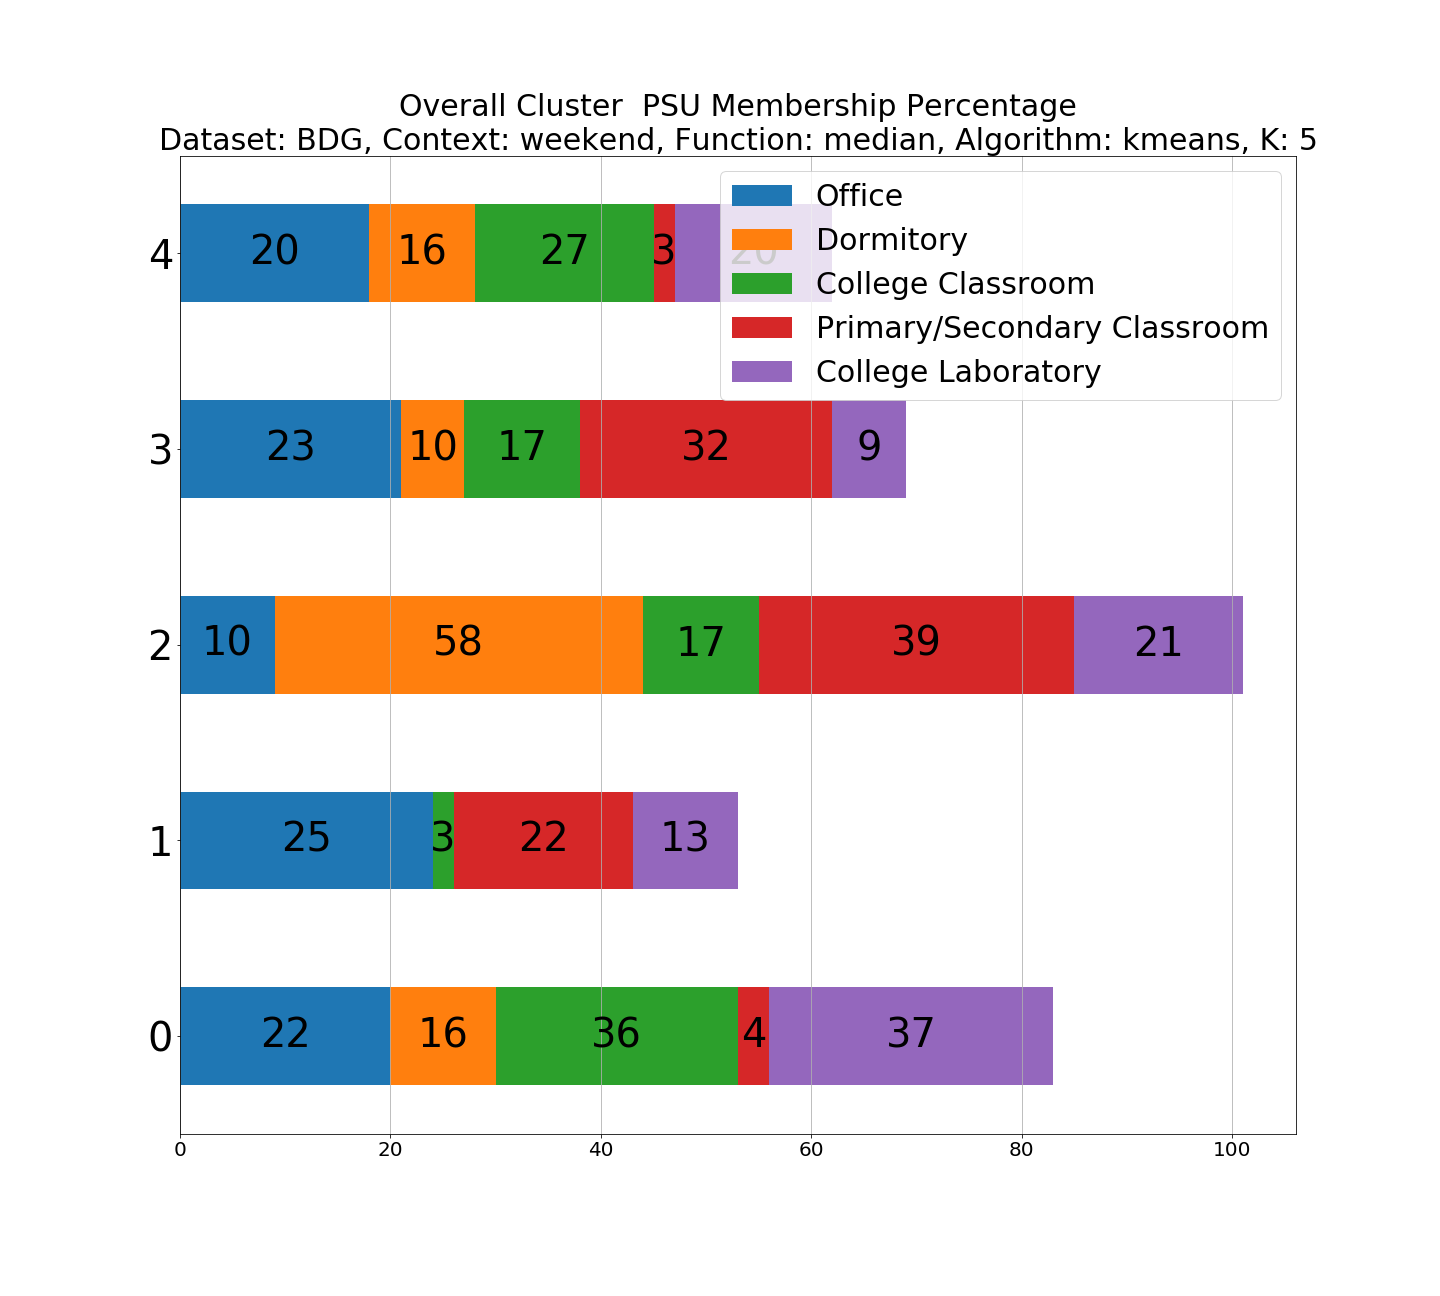 Overall Cluster  PSU Membership Percentage
Dataset: BDG, Context: weekend, Function: median, Algorithm: kmeans, K: 5
Office
Dormitory
College Classroom
Primary/Secondary Classroom
College Laboratory
4 20 16 27 3 20
3 23 10 17 32 9
2 10 58 17 39 21
1 25 3 22 13
0 22 16 36 4 37
0 20 40 60 80 100